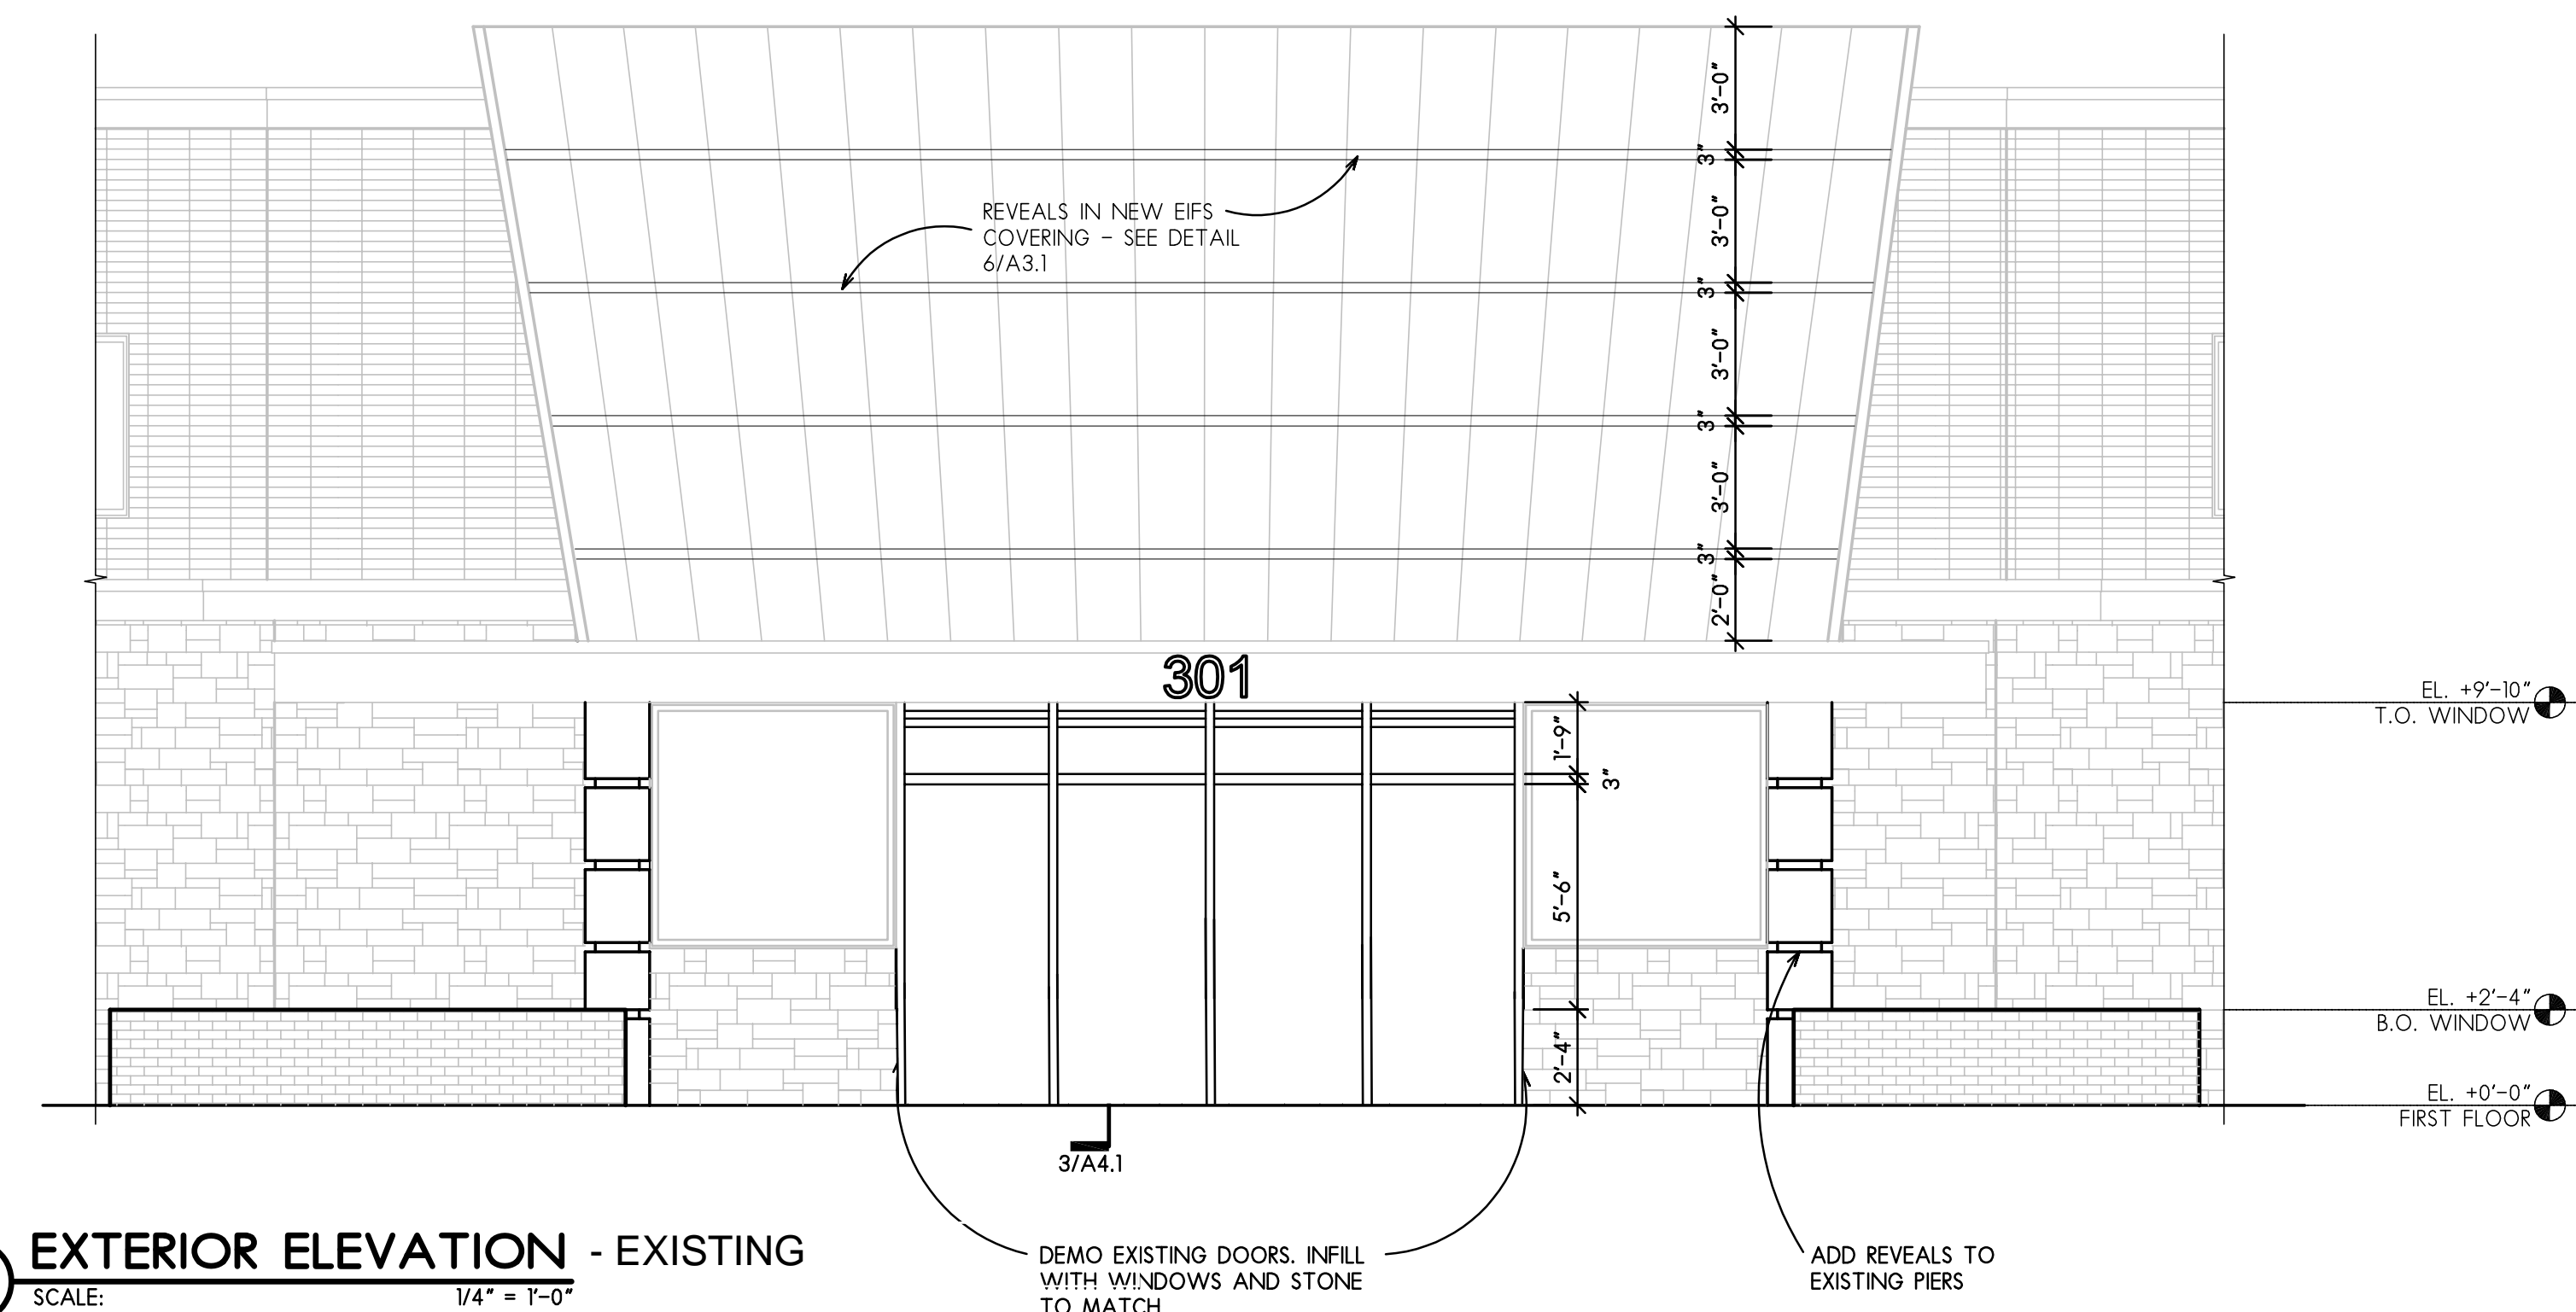 3'-0"
3"
REVEALS IN NEW EIFS
COVERING - SEE DETAIL
6/A3.1
3'-0"
3"
3'-0"
3"
3'-0"
3"
2'-0"
301
EL. +9'-10"
T.O. WINDOW
1'-9"
3"
5'-6"
EL. +2'-4"
B.O. WINDOW
2'-4"
EL. +0'-0"
FIRST FLOOR
3/A4.1
DEMO EXISTING DOORS. INFILL
WITH WINDOWS AND STONE
TO MATCH
ADD REVEALS TO
EXISTING PIERS
EXTERIOR ELEVATION - EXISTING
SCALE: 1/4" = 1'-0"